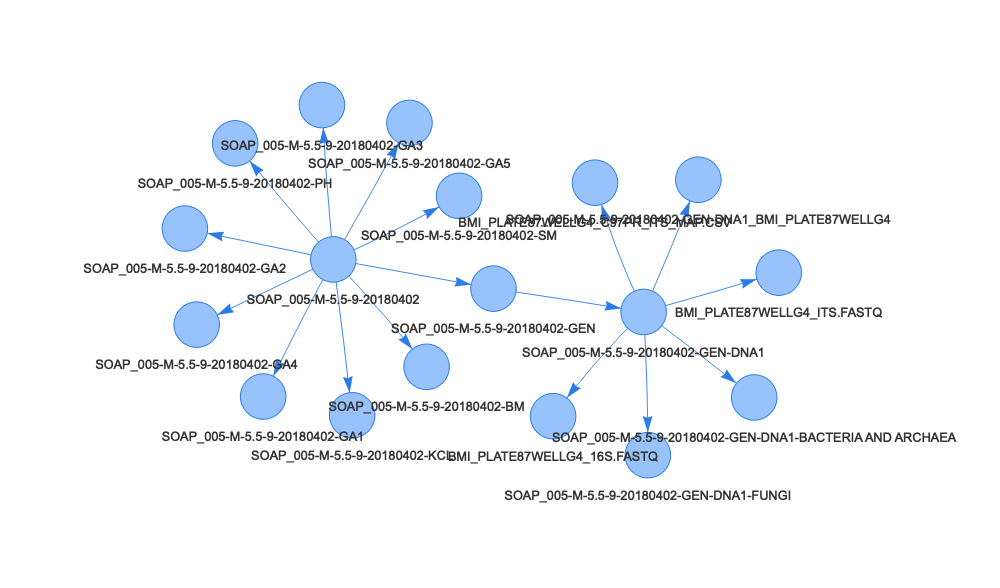 SOAP_005-M-5.5-9-20180402-GA3
SOAP_005-M-5.5-9-20180402-GA5
SOAP_005-M-5.5-9-20180402-PH
SOAP_005-M-5.5-9-20180402-GEN-DNA1_BMI_PLATE87WELLG4
BMI_PLATE87WELLG4_C97FR_ITS_MAP.CSV
SOAP_005-M-5.5-9-20180402-SM
SOAP_005-M-5.5-9-20180402-GA2
SOAP_005-M-5.5-9-20180402
BMI_PLATE87WELLG4_ITS.FASTQ
SOAP_005-M-5.5-9-20180402-GEN
SOAP_005-M-5.5-9-20180402-GEN-DNA1
SOAP_005-M-5.5-9-20180402-GA4
SOAP_005-M-5.5-9-20180402-BM
SOAP_005-M-5.5-9-20180402-GA1
SOAP_005-M-5.5-9-20180402-GEN-DNA1-BACTERIA AND ARCHAEA
SOAP_005-M-5.5-9-20180402-KCL
BMI_PLATE87WELLG4_16S.FASTQ
SOAP_005-M-5.5-9-20180402-GEN-DNA1-FUNGI